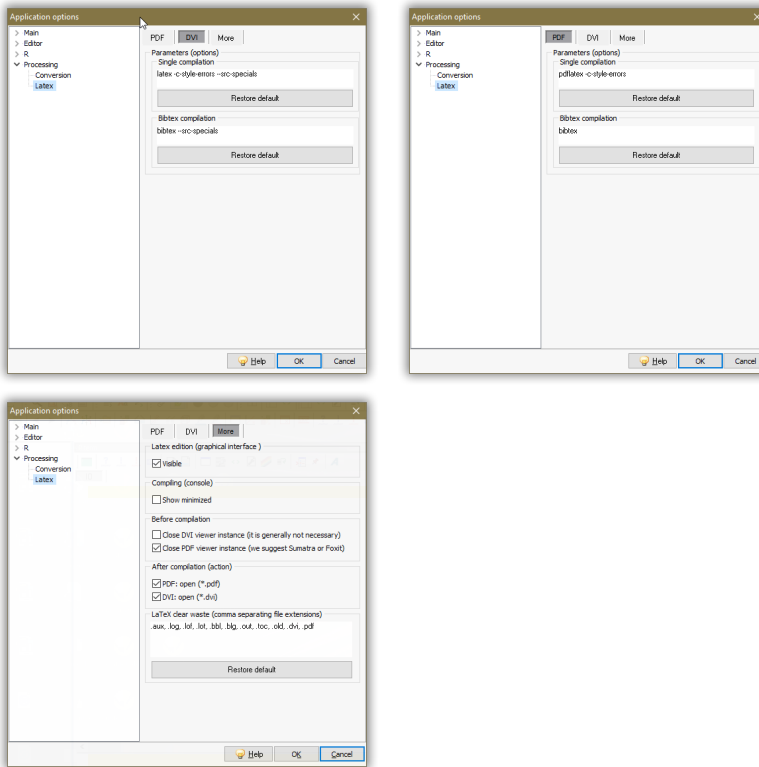 Application options
> Main
> Editor
> R
Processing
Conversion
Latex
PDF DVI More
Parameters (options)
Single compilation
latex -c-style-errors --src-specials
Restore default
Bibtex compilation
bibtex --src-specials
Restore default
Help OK Cancel
Application options
> Main
> Editor
> R
Processing
Conversion
Latex
PDF DVI More
Parameters (options)
Single compilation
pdflatex -c-style-errors
Restore default
Bibtex compilation
bibtex
Restore default
Help OK Cancel
Application options
> Main
> Editor
> R
Processing
Conversion
Latex
PDF DVI More
Latex edition (graphical interface )
Visible
Compiling (console)
Show minimized
Before compilation
Close DVI viewer instance (it is generally not necessary)
Close PDF viewer instance (we suggest Sumatra or Foxit)
After compilation (action)
PDF: open (*.pdf)
DVI: open (*.dvi)
LaTeX clear waste (comma separating file extensions)
.aux, .log, .lof, .lot, .bbl, .blg, .out, .toc, .old, .dvi, .pdf
Restore default
Help OK Cancel